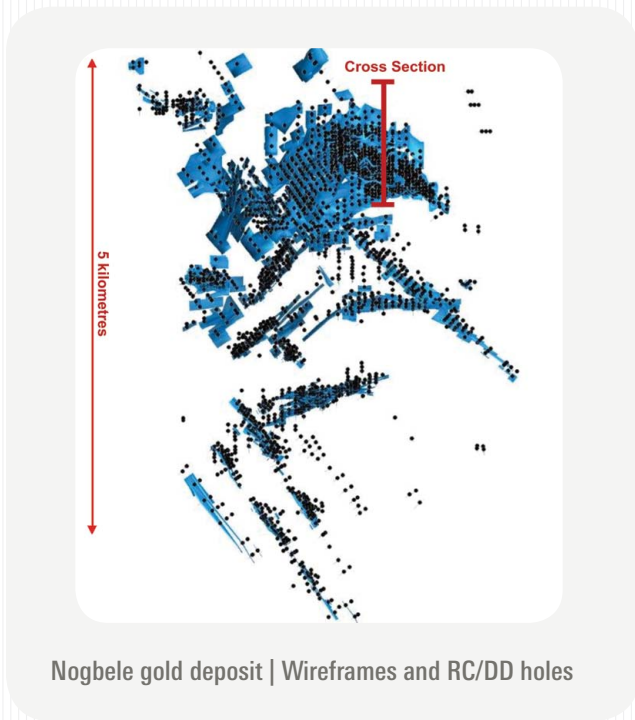 Cross Section
5 kilometres
Nogbele gold deposit | Wireframes and RC/DD holes